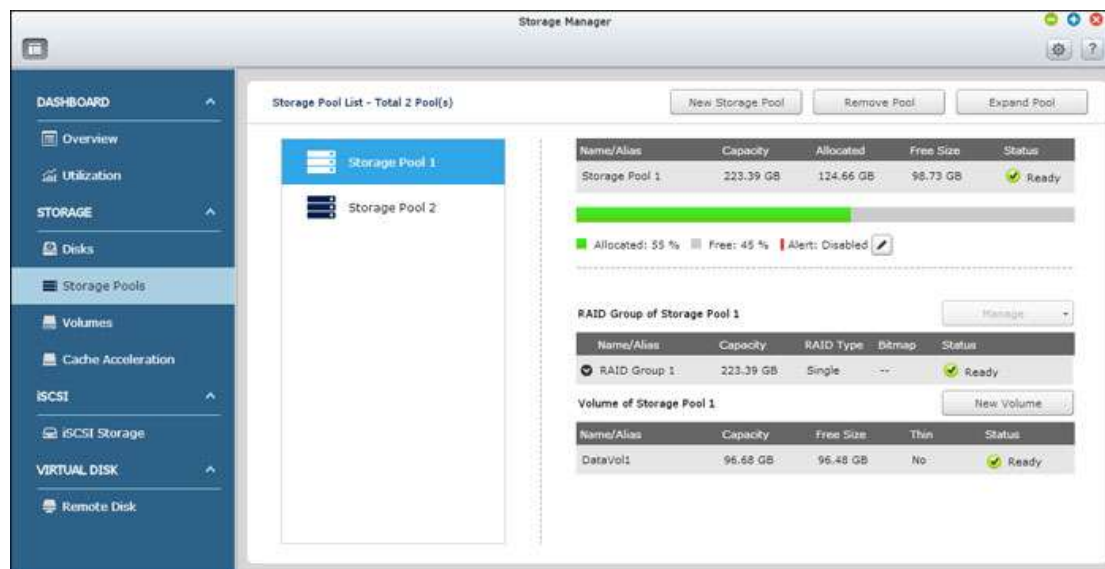 Storage Manager
?
DASHBOARD
Overview
Utilization
STORAGE
Disks
Storage Pools
Volumes
Cache Acceleration
iSCSI
iSCSI Storage
VIRTUAL DISK
Remote Disk
Storage Pool List - Total 2 Pool(s)
New Storage Pool Remove Pool Expand Pool
Storage Pool 1
Storage Pool 2
Name/Alias Capacity Allocated Free Size Status
Storage Pool 1 223.39 GB 124.66 GB 98.73 GB Ready
Allocated: 55 % Free: 45 % Alert: Disabled
RAID Group of Storage Pool 1 Manage
Name/Alias Capacity RAID Type Bitmap Status
RAID Group 1 223.39 GB Single -- Ready
Volume of Storage Pool 1 New Volume
Name/Alias Capacity Free Size Thin Status
DataVol1 96.68 GB 96.48 GB No Ready